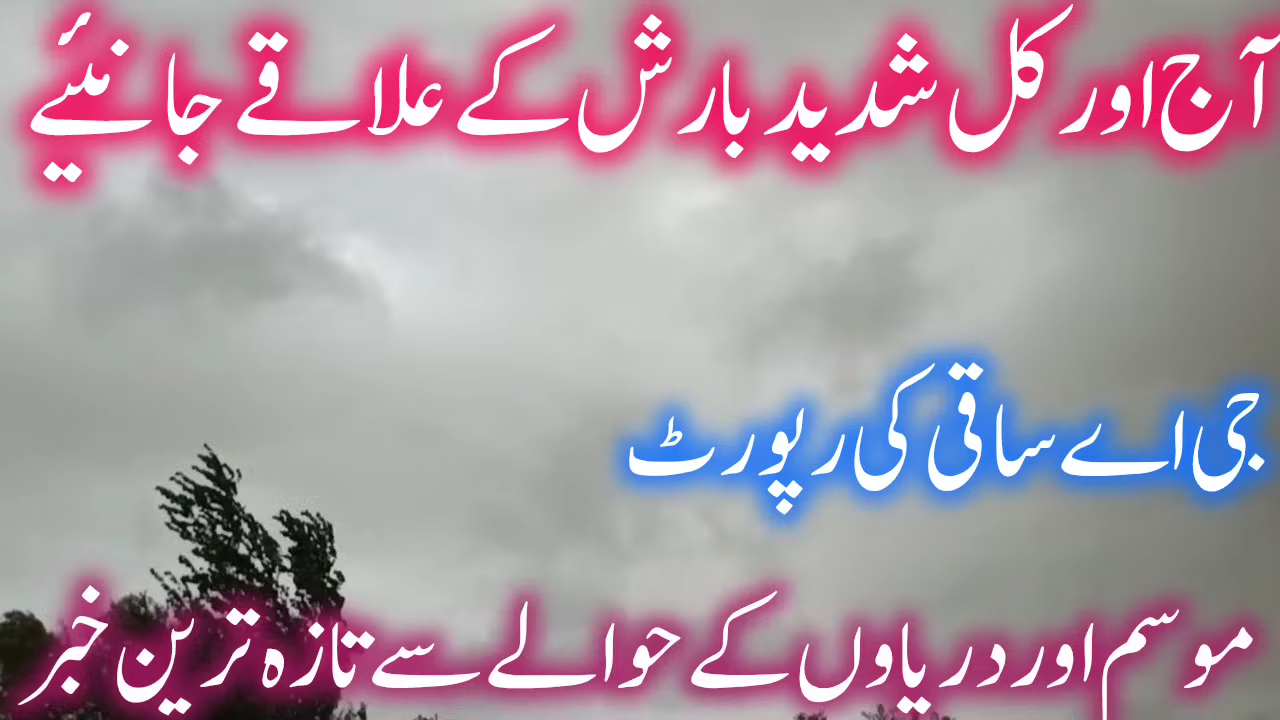 آج اور کل شدید بارش کے علاقے جانیئے
جی اے ساقی کی رپورٹ
موسم اور دریاوں کے حوالے سے تازہ ترین خبر